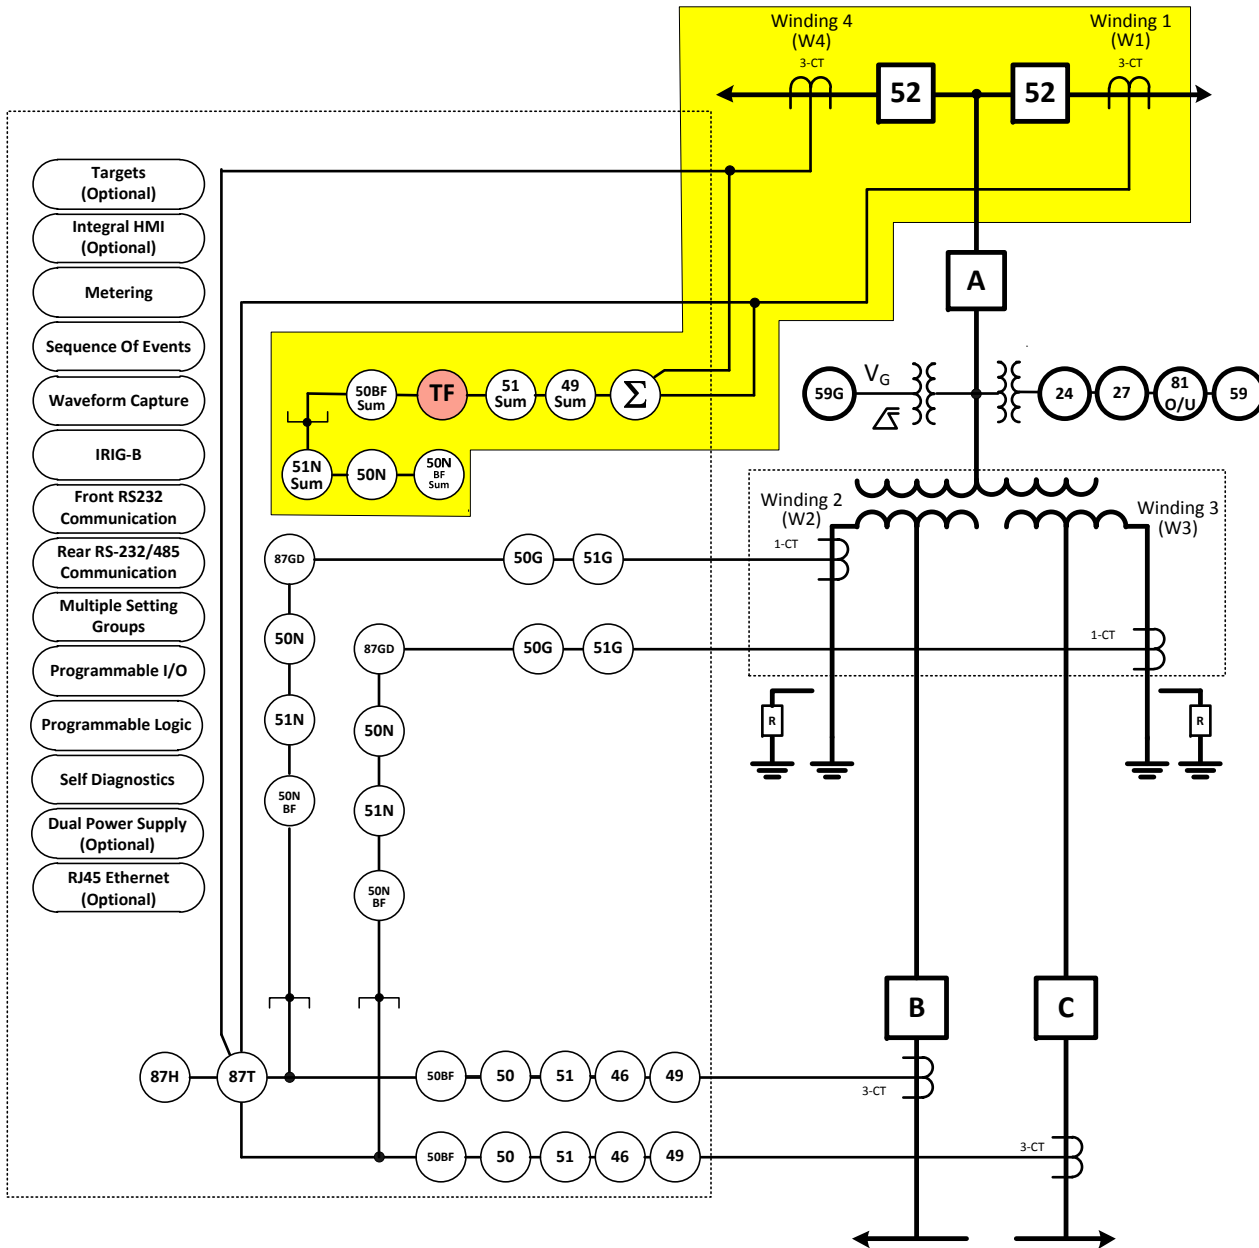 Winding 4
(W4)
3-CT
52
52
Winding 1
(W1)
3-CT
Targets
(Optional)
Integral HMI
(Optional)
Metering
Sequence Of Events
Waveform Capture
IRIG-B
Front RS232
Communication
Rear RS-232/485
Communication
Multiple Setting
Groups
Programmable I/O
Programmable Logic
Self Diagnostics
Dual Power Supply
(Optional)
RJ45 Ethernet
(Optional)
A
50BF
Sum
TF
51
Sum
49
Sum
Σ
51N
Sum
50N
50N
BF
Sum
59G
VG
24
27
81
O/U
59
Winding 2
(W2)
1-CT
Winding 3
(W3)
1-CT
87GD
50G
51G
50N
51N
50N
BF
87GD
50G
51G
50N
51N
50N
BF
R
R
B
C
87H
87T
50BF
50
51
46
49
3-CT
50BF
50
51
46
49
3-CT